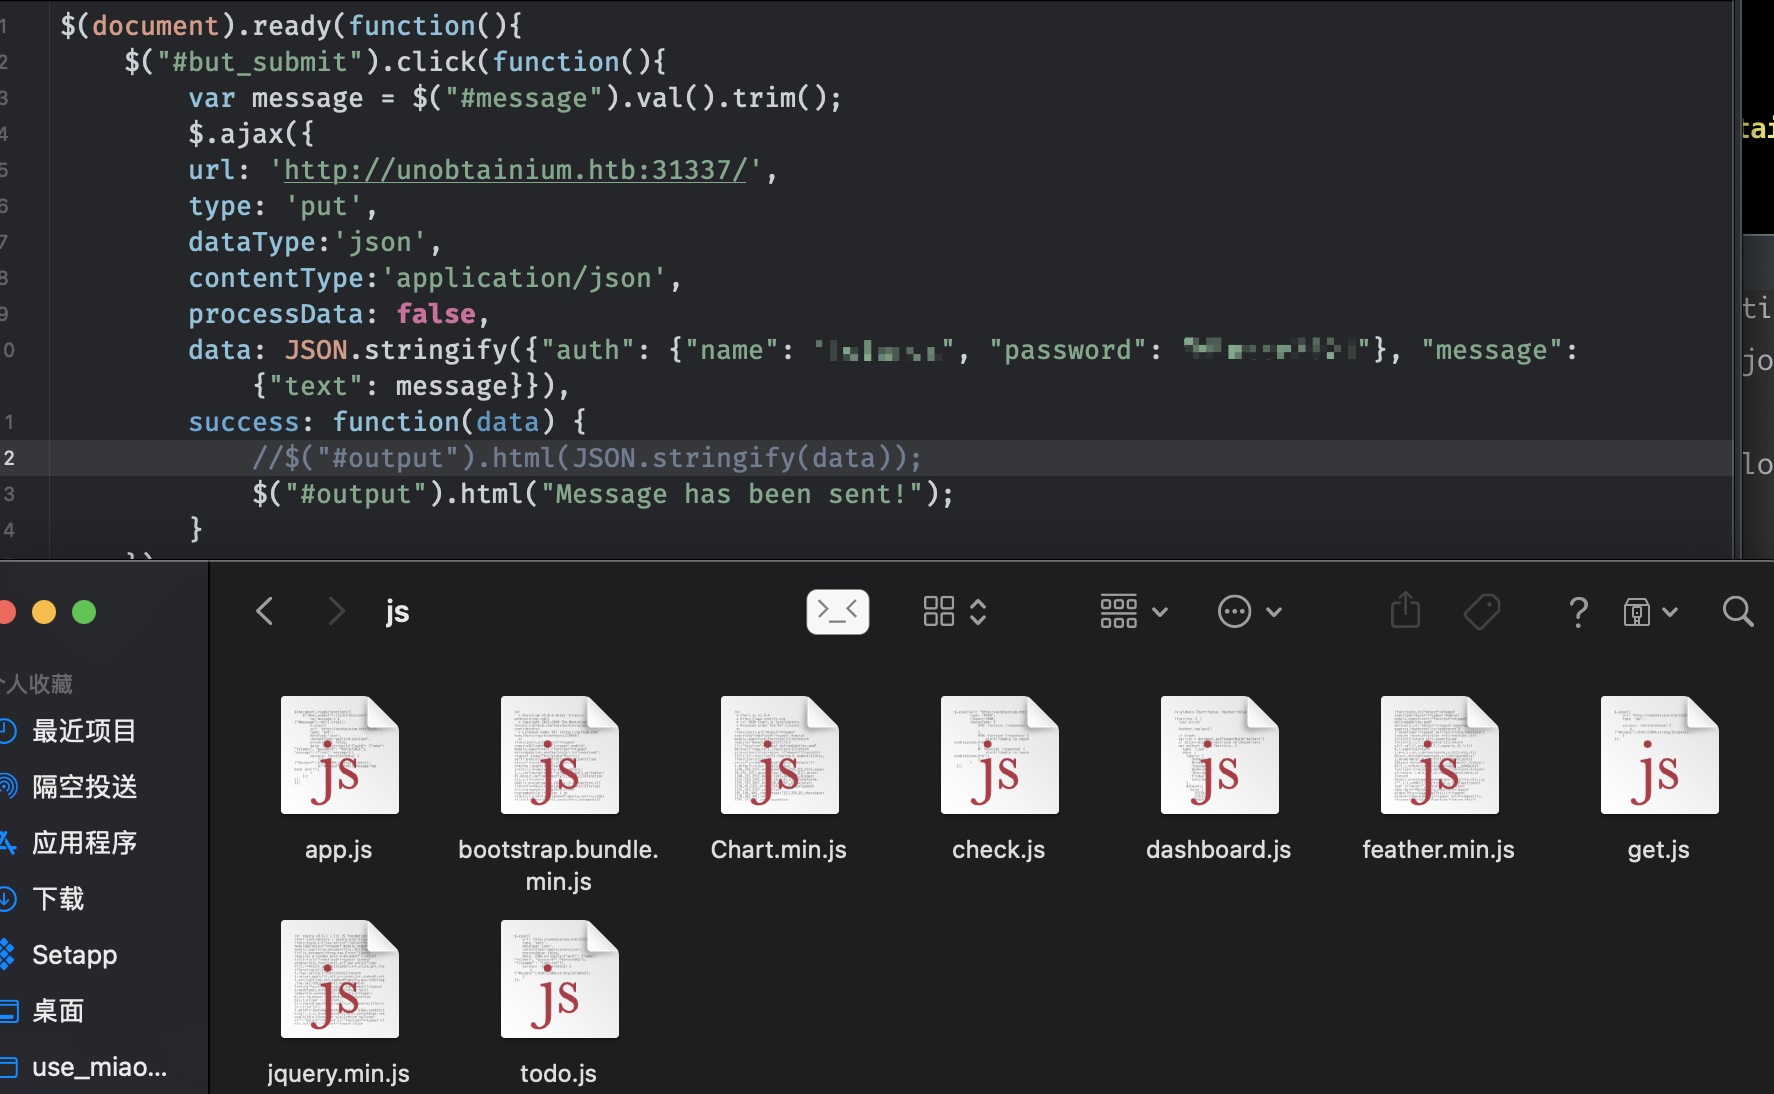 1 $(document).ready(function(){
2 $("#but_submit").click(function(){
3 var message = $("#message").val().trim();
4 $.ajax({
5 url: 'http://unobtainium.htb:31337/',
6 type: 'put',
7 dataType:'json',
8 contentType:'application/json',
9 processData: false,
0 data: JSON.stringify({"auth": {"name": "", "password": ""}, "message":
{"text": message}}),
1 success: function(data) {
2 //$("#output").html(JSON.stringify(data));
3 $("#output").html("Message has been sent!");
4 }
})
tai
ti
jo
lo
js
个人收藏
最近项目
隔空投送
应用程序
下载
Setapp
桌面
use_miao...
app.js
bootstrap.bundle.
min.js
Chart.min.js
check.js
dashboard.js
feather.min.js
get.js
jquery.min.js
todo.js